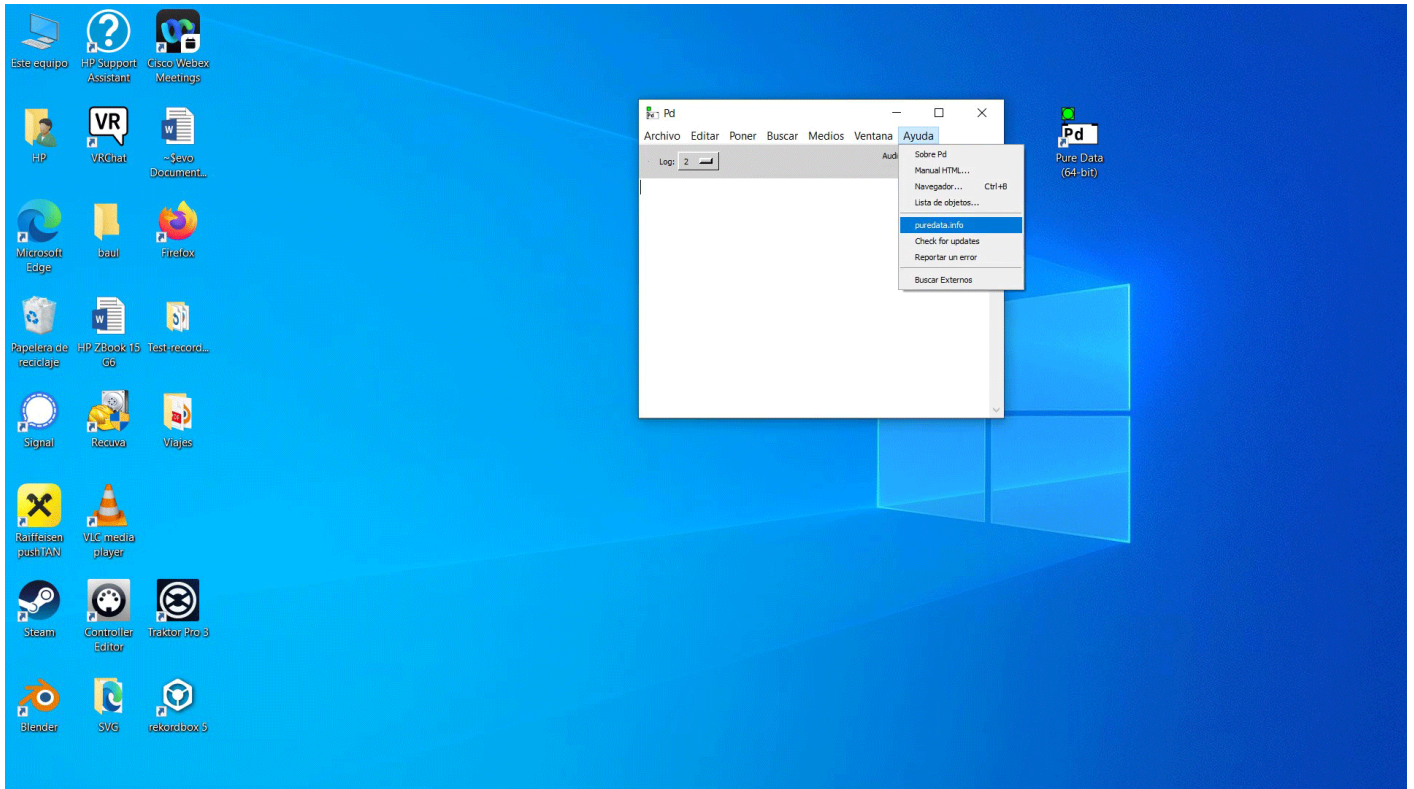 Este equipo
HP Support
Assistant
Cisco Webex
Meetings
HP
VR
VRChat
W
~$evo
Document...
Microsoft
Edge
baul
Firefox
Papelera de
reciclaje
W
HP ZBook 15
G6
Test-record...
Signal
Recuva
Viajes
Raiffeisen
pushTAN
VLC media
player
Steam
Controller
Editor
Traktor Pro 3
Blender
SVG
rekordbox 5
Pd
Archivo Editar Poner Buscar Medios Ventana Ayuda
Log: 2
Sobre Pd
Manual HTML...
Navegador... Ctrl+B
Lista de objetos...
puredata.info
Check for updates
Reportar un error
Buscar Externos
Pd
Pure Data
(64-bit)